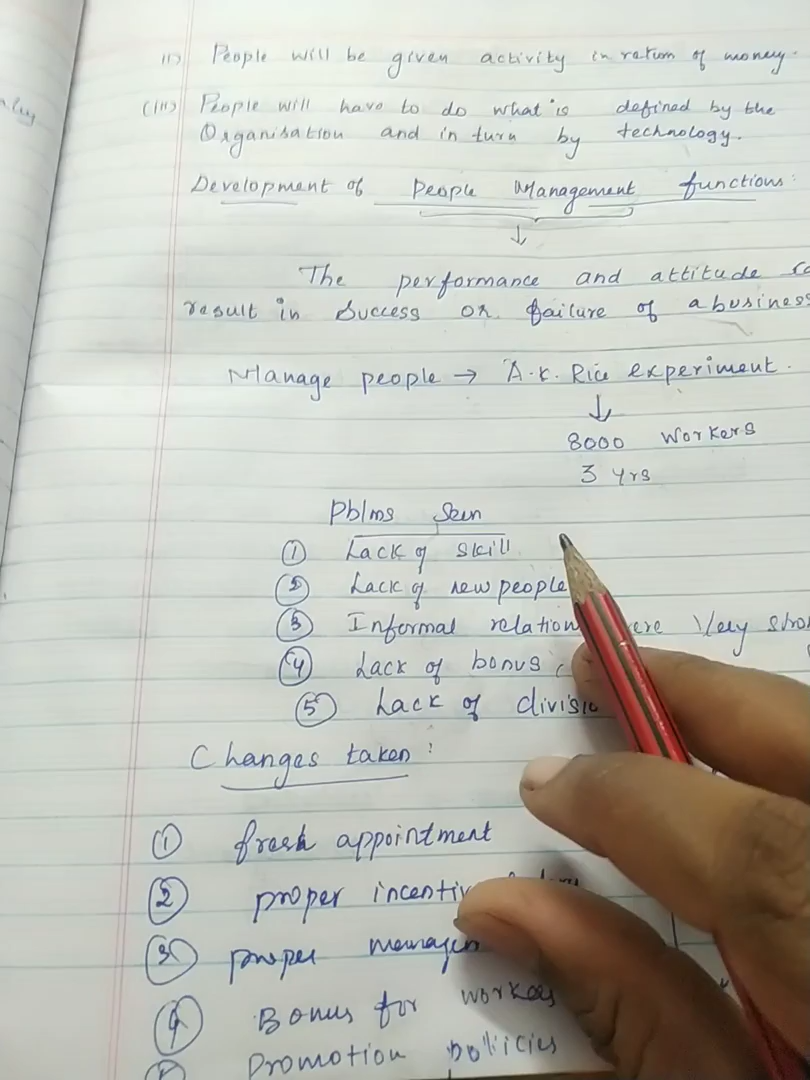 (ii) People will be given activity in return of money.
(iii) People will have to do what is defined by the
Organisation and in turn by technology.
Development of People Management functions:
↓
The performance and attitude
result in success or failure of a business
Manage people → A.K. Rice experiment.
↓
8000 Workers
3 yrs
Pblms Seen
① Lack of skill
② Lack of new people
③ Informal relation very
④ Lack of bonus
⑤ Lack of
Changes taken:
① fresh appointment
② proper
③ proper
④ Bonus for workers
Promotion policies